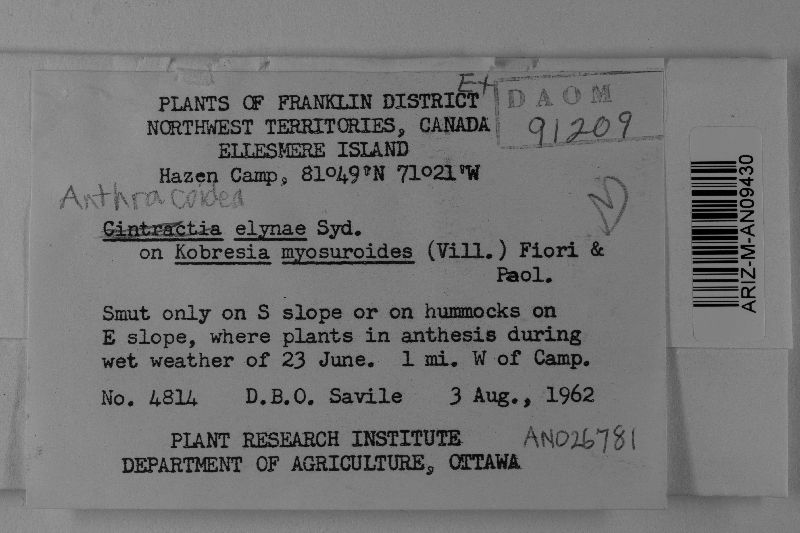 PLANTS OF FRANKLIN DISTRICT
Ex DAOM
91209
NORTHWEST TERRITORIES, CANADA
ELLESMERE ISLAND
Hazen Camp, 81°49'N 71°21'W
Anthracoidea
Cintractia elynae Syd.
on Kobresia myosuroides (Vill.) Fiori &
Paol.
Smut only on S slope or on hummocks on
E slope, where plants in anthesis during
wet weather of 23 June. 1 mi. W of Camp.
No. 4814 D.B.O. Savile 3 Aug., 1962
PLANT RESEARCH INSTITUTE
AN026781
DEPARTMENT OF AGRICULTURE, OTTAWA
ARIZ-M-AN09430